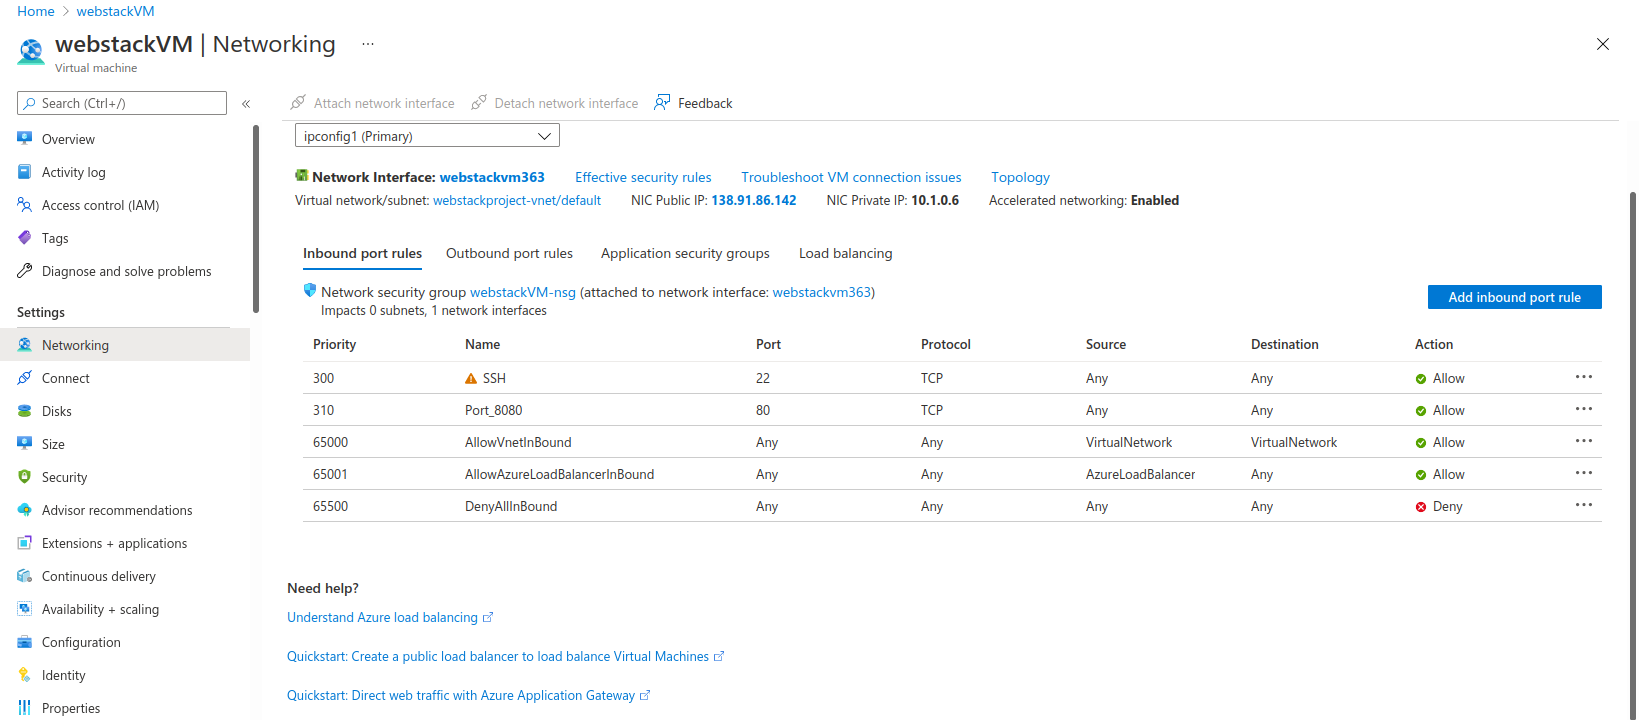 Home > webstackVM
webstackVM | Networking ...
Virtual machine
Search (Ctrl+/) «
Overview
Activity log
Access control (IAM)
Tags
Diagnose and solve problems
Settings
Networking
Connect
Disks
Size
Security
Advisor recommendations
Extensions + applications
Continuous delivery
Availability + scaling
Configuration
Identity
Properties
Attach network interface Detach network interface Feedback
ipconfig1 (Primary)
Network Interface: webstackvm363 Effective security rules Troubleshoot VM connection issues Topology
Virtual network/subnet: webstackproject-vnet/default NIC Public IP: 138.91.86.142 NIC Private IP: 10.1.0.6 Accelerated networking: Enabled
Inbound port rules Outbound port rules Application security groups Load balancing
Network security group webstackVM-nsg (attached to network interface: webstackvm363)
Impacts 0 subnets, 1 network interfaces
Add inbound port rule
Priority Name Port Protocol Source Destination Action
300 SSH 22 TCP Any Any Allow ...
310 Port_8080 80 TCP Any Any Allow ...
65000 AllowVnetInBound Any Any VirtualNetwork VirtualNetwork Allow ...
65001 AllowAzureLoadBalancerInBound Any Any AzureLoadBalancer Any Allow ...
65500 DenyAllInBound Any Any Any Any Deny ...
Need help?
Understand Azure load balancing
Quickstart: Create a public load balancer to load balance Virtual Machines
Quickstart: Direct web traffic with Azure Application Gateway